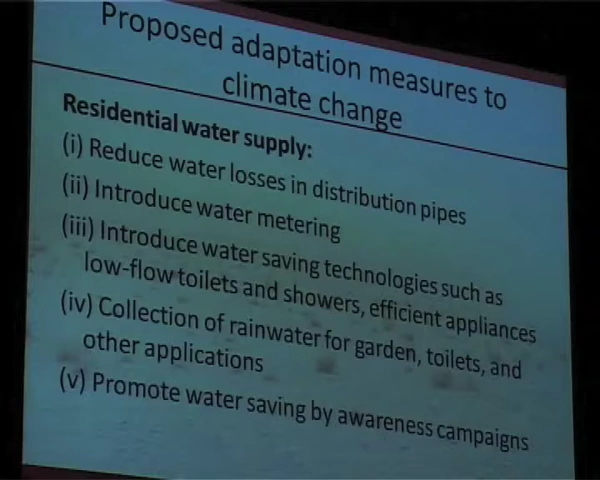 Proposed adaptation measures to
climate change
Residential water supply:
(i) Reduce water losses in distribution pipes
(ii) Introduce water metering
(iii) Introduce water saving technologies such as
low-flow toilets and showers, efficient appliances
(iv) Collection of rainwater for garden, toilets, and
other applications
(v) Promote water saving by awareness campaigns